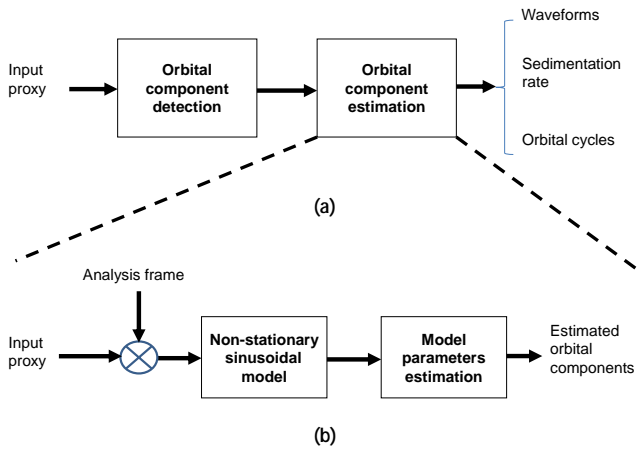 Input
proxy
Orbital
component
detection
Orbital
component
estimation
Waveforms
Sedimentation
rate
Orbital cycles
(a)
Analysis frame
Input
proxy
Non-stationary
sinusoidal
model
Model
parameters
estimation
Estimated
orbital
components
(b)